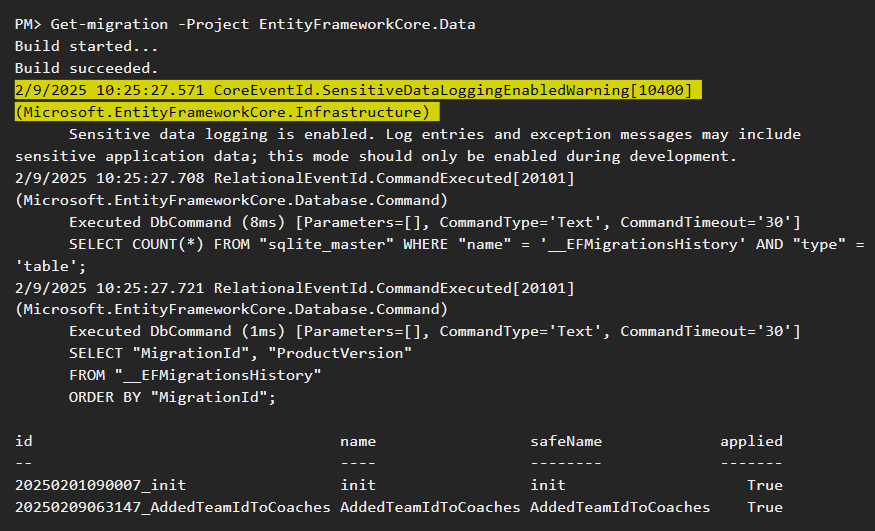 PM> Get-migration -Project EntityFrameworkCore.Data
Build started...
Build succeeded.
2/9/2025 10:25:27.571 CoreEventId.SensitiveDataLoggingEnabledWarning[10400]
(Microsoft.EntityFrameworkCore.Infrastructure)
      Sensitive data logging is enabled. Log entries and exception messages may include
sensitive application data; this mode should only be enabled during development.
2/9/2025 10:25:27.708 RelationalEventId.CommandExecuted[20101]
(Microsoft.EntityFrameworkCore.Database.Command)
      Executed DbCommand (8ms) [Parameters=[], CommandType='Text', CommandTimeout='30']
      SELECT COUNT(*) FROM "sqlite_master" WHERE "name" = '__EFMigrationsHistory' AND "type" =
'table';
2/9/2025 10:25:27.721 RelationalEventId.CommandExecuted[20101]
(Microsoft.EntityFrameworkCore.Database.Command)
      Executed DbCommand (1ms) [Parameters=[], CommandType='Text', CommandTimeout='30']
      SELECT "MigrationId", "ProductVersion"
      FROM "__EFMigrationsHistory"
      ORDER BY "MigrationId";

id                                  name                 safeName             applied
--                                  ----                 --------             -------
20250201090007_init                 init                 init                    True
20250209063147_AddedTeamIdToCoaches AddedTeamIdToCoaches AddedTeamIdToCoaches    True